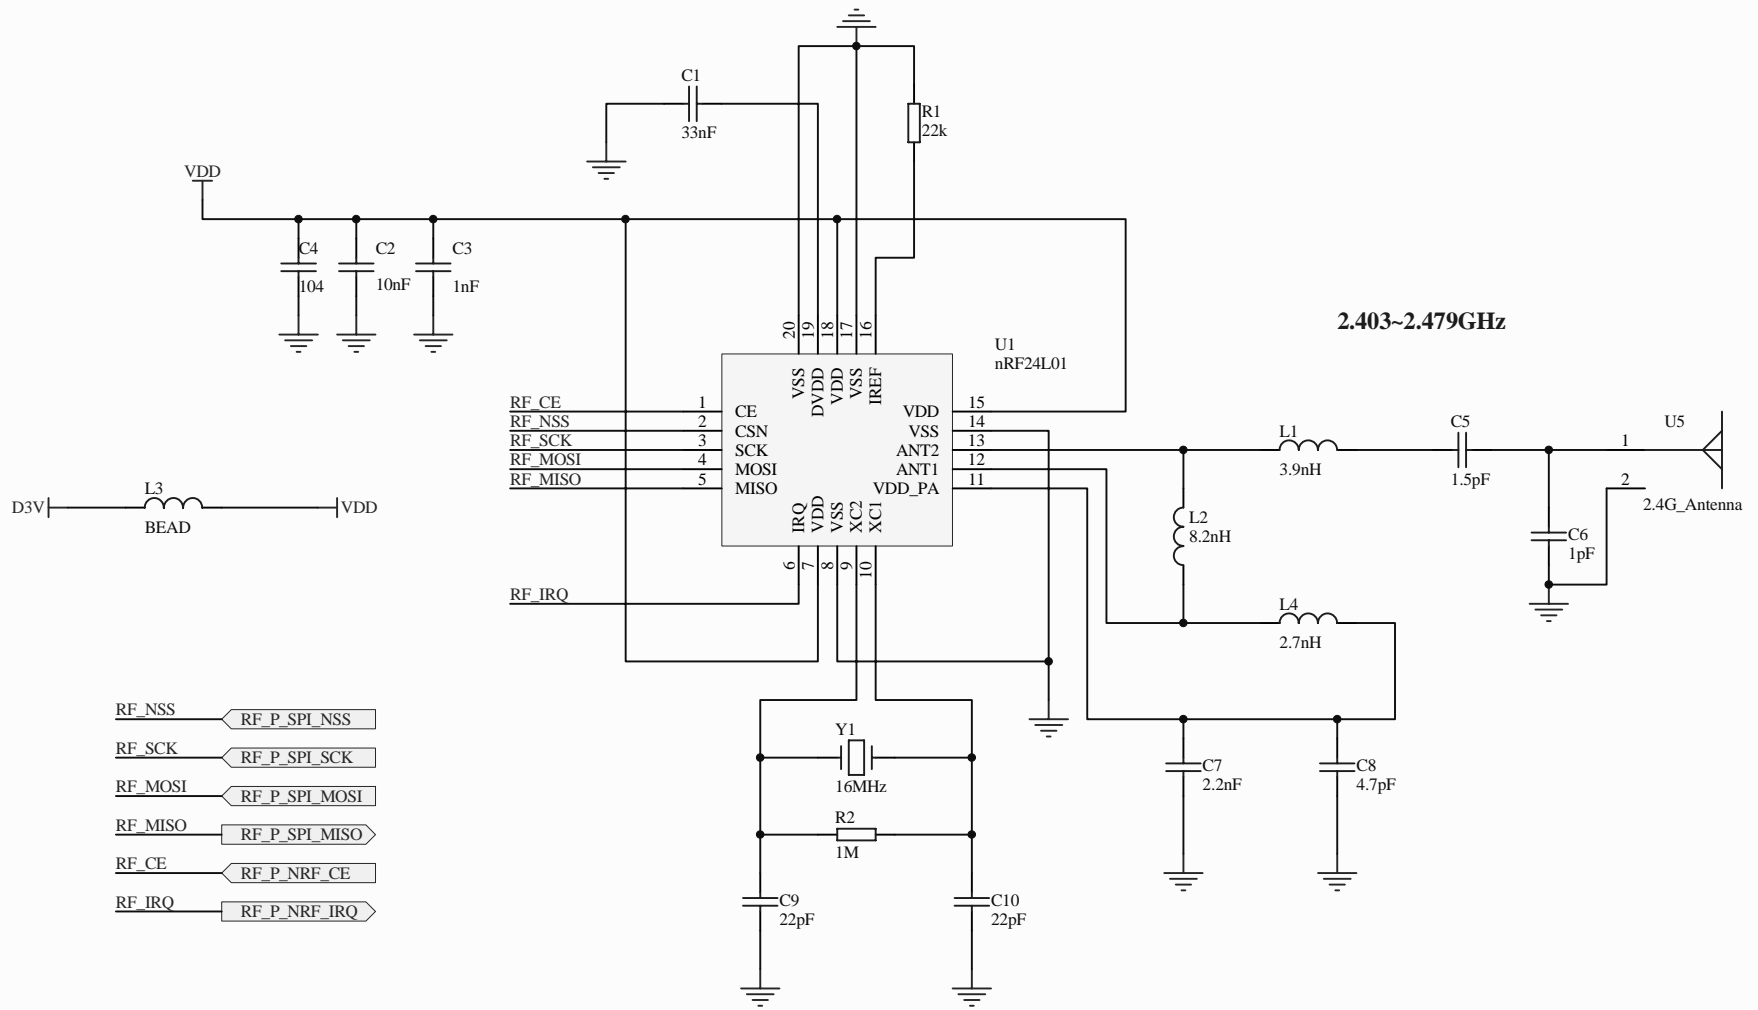 C1
33nF
R1
22k
VDD
C4
104
C2
10nF
C3
1nF
2.403~2.479GHz
U1
nRF24L01
20
19
18
17
16
VSS
DVDD
VDD
VSS
IREF
RF_CE
1
CE
RF_NSS
2
CSN
RF_SCK
3
SCK
RF_MOSI
4
MOSI
RF_MISO
5
MISO
VDD
15
VSS
14
ANT2
13
ANT1
12
VDD_PA
11
IRQ
VDD
VSS
XC2
XC1
6
7
8
9
10
RF_IRQ
L1
3.9nH
C5
1.5pF
1
U5
2
2.4G_Antenna
L2
8.2nH
C6
1pF
L4
2.7nH
L3
D3V
VDD
BEAD
C7
2.2nF
C8
4.7pF
Y1
16MHz
R2
1M
C9
22pF
C10
22pF
RF_NSS
RF_P_SPI_NSS
RF_SCK
RF_P_SPI_SCK
RF_MOSI
RF_P_SPI_MOSI
RF_MISO
RF_P_SPI_MISO
RF_CE
RF_P_NRF_CE
RF_IRQ
RF_P_NRF_IRQ